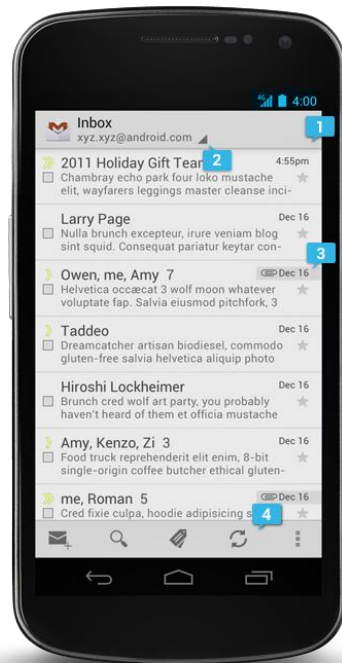 4G 4:00
1
Inbox
xyz.xyz@android.com
2
2011 Holiday Gift Tea
4:55pm
Chambray echo park four loko mustache
elit, wayfarers leggings master cleanse inci-
Larry Page
Dec 16
Nulla brunch excepteur, irure veniam blog
sint squid. Consequat pariatur keytar con-
3
Owen, me, Amy 7
Dec 16
Helvetica occæcat 3 wolf moon whatever
voluptate fap. Salvia eiusmod pitchfork, 3
Taddeo
Dec 16
Dreamcatcher artisan biodiesel, commodo
gluten-free salvia helvetica aliquip photo
Hiroshi Lockheimer
Dec 16
Brunch cred wolf art party, you probably
haven't heard of them et officia mustache
Amy, Kenzo, Zi 3
Dec 16
Food truck reprehenderit elit enim, 8-bit
single-origin coffee butcher ethical gluten-
me, Roman 5
Dec 16
Cred fixie culpa, hoodie adipisicing s
4